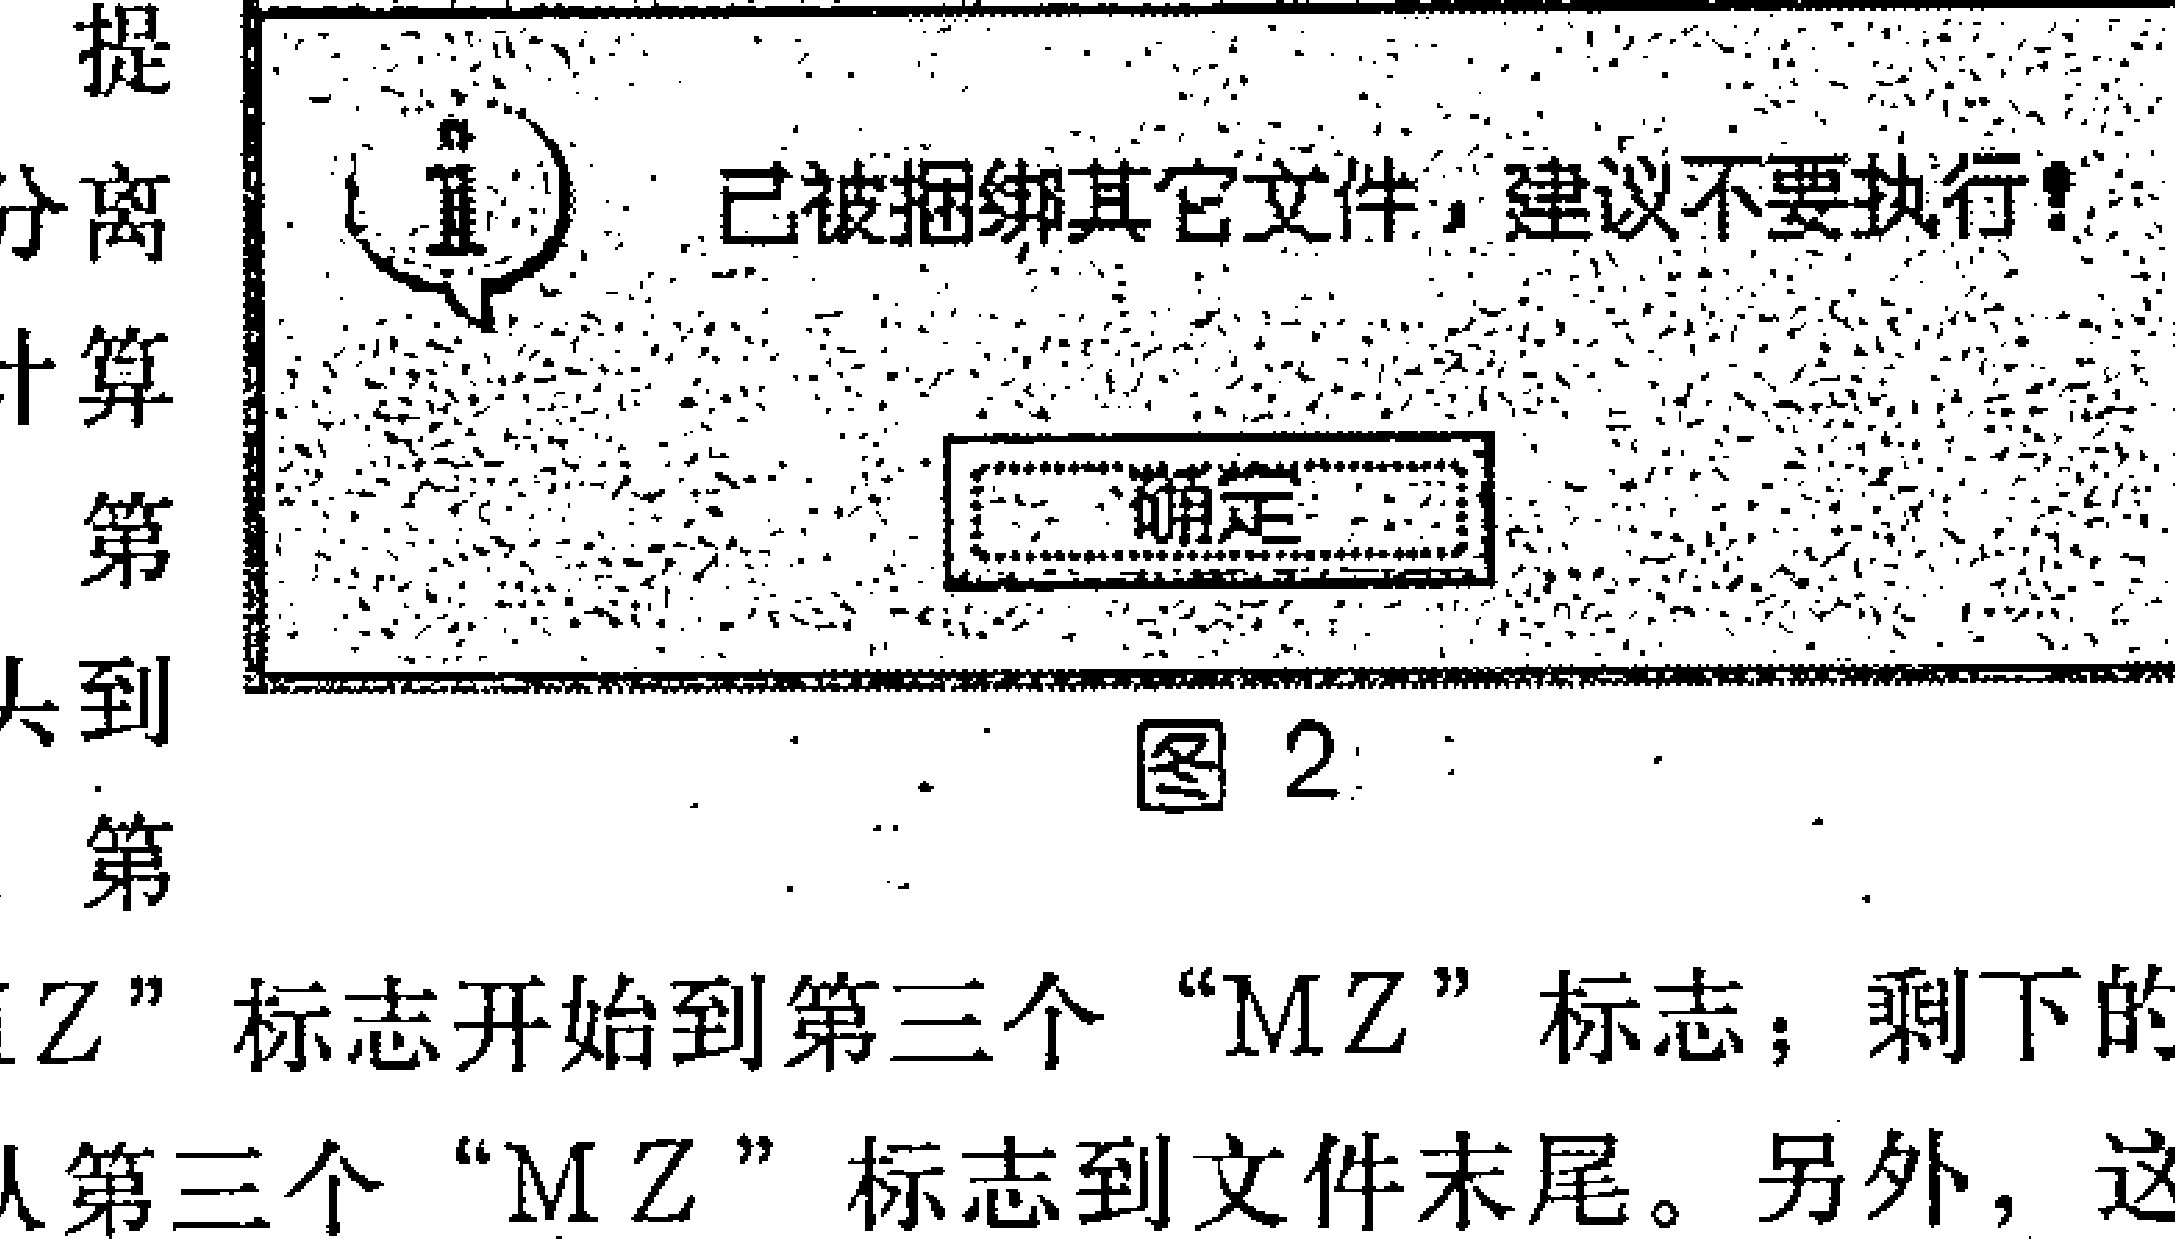 提
分离
计算
第
头到
第
已被捆绑其它文件，建议不要执行！
确定
图 2
Z”标志开始到第三个“MZ”标志；剩下的
从第三个“MZ”标志到文件末尾。另外，这